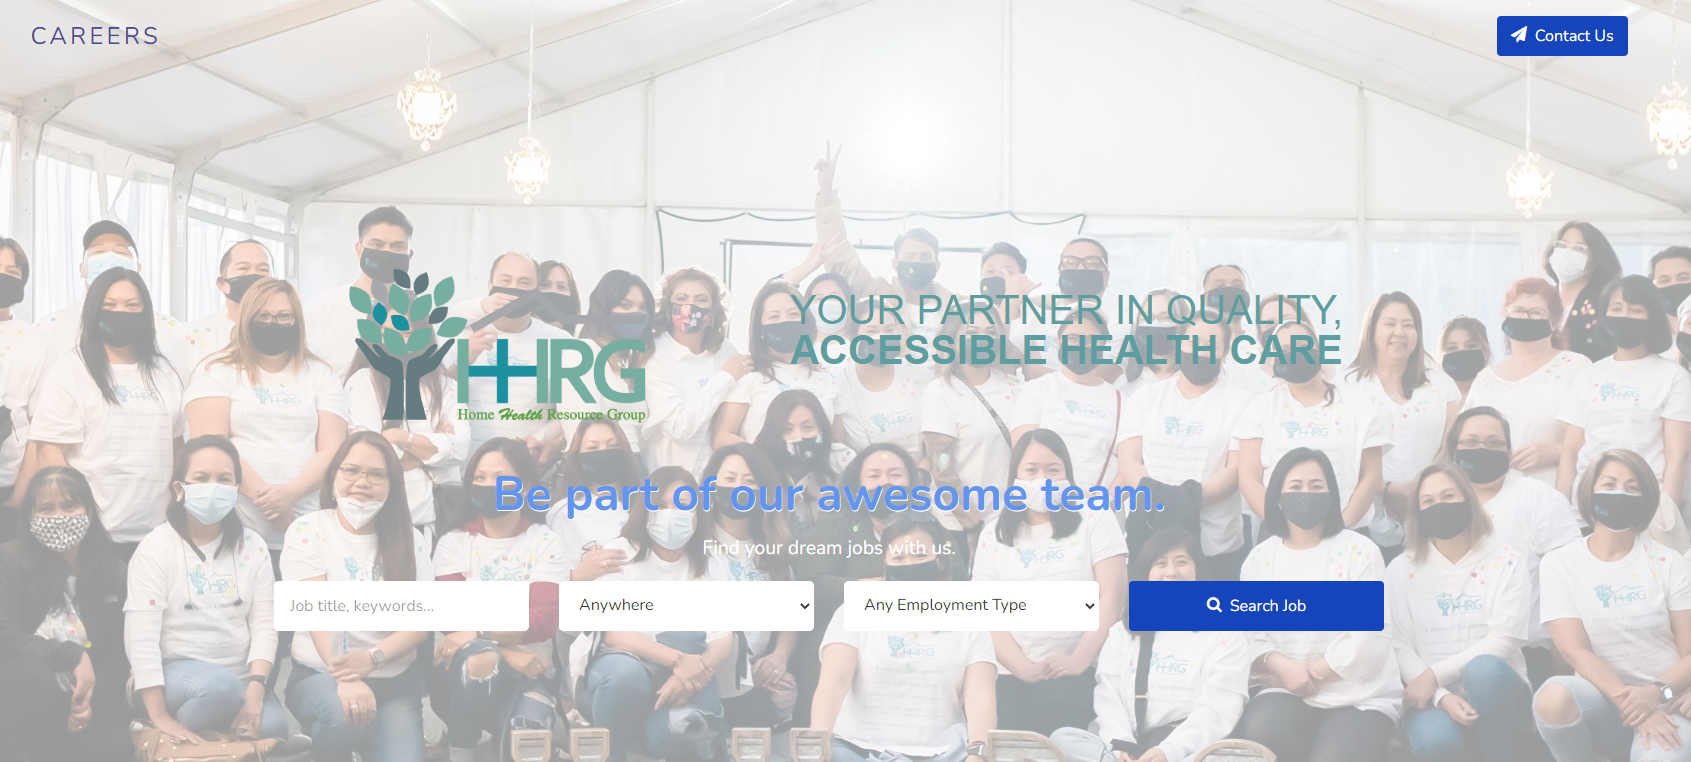 CAREERS
Contact Us
YOUR PARTNER IN QUALITY,
ACCESSIBLE HEALTH CARE
HHRG
Home Health Resource Group
Be part of our awesome team.
Find your dream jobs with us.
Job title, keywords...
Anywhere
Any Employment Type
Search Job